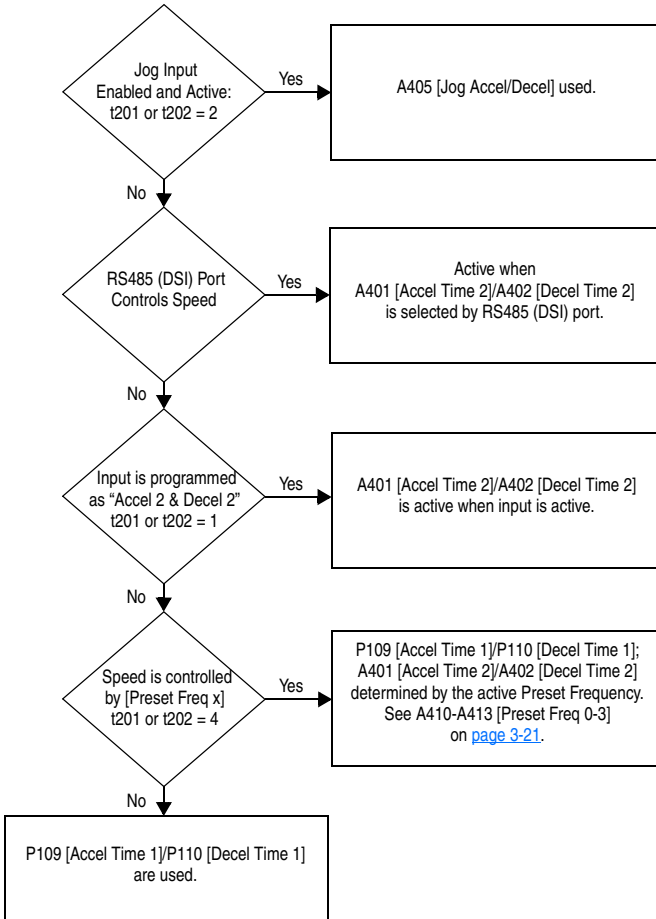 Jog Input
Enabled and Active:
t201 or t202 = 2
Yes
A405 [Jog Accel/Decel] used.
No
RS485 (DSI) Port
Controls Speed
Yes
Active when
A401 [Accel Time 2]/A402 [Decel Time 2]
is selected by RS485 (DSI) port.
No
Input is programmed
as “Accel 2 & Decel 2”
t201 or t202 = 1
Yes
A401 [Accel Time 2]/A402 [Decel Time 2]
is active when input is active.
No
Speed is controlled
by [Preset Freq x]
t201 or t202 = 4
Yes
P109 [Accel Time 1]/P110 [Decel Time 1];
A401 [Accel Time 2]/A402 [Decel Time 2]
determined by the active Preset Frequency.
See A410-A413 [Preset Freq 0-3]
on page 3-21.
No
P109 [Accel Time 1]/P110 [Decel Time 1]
are used.